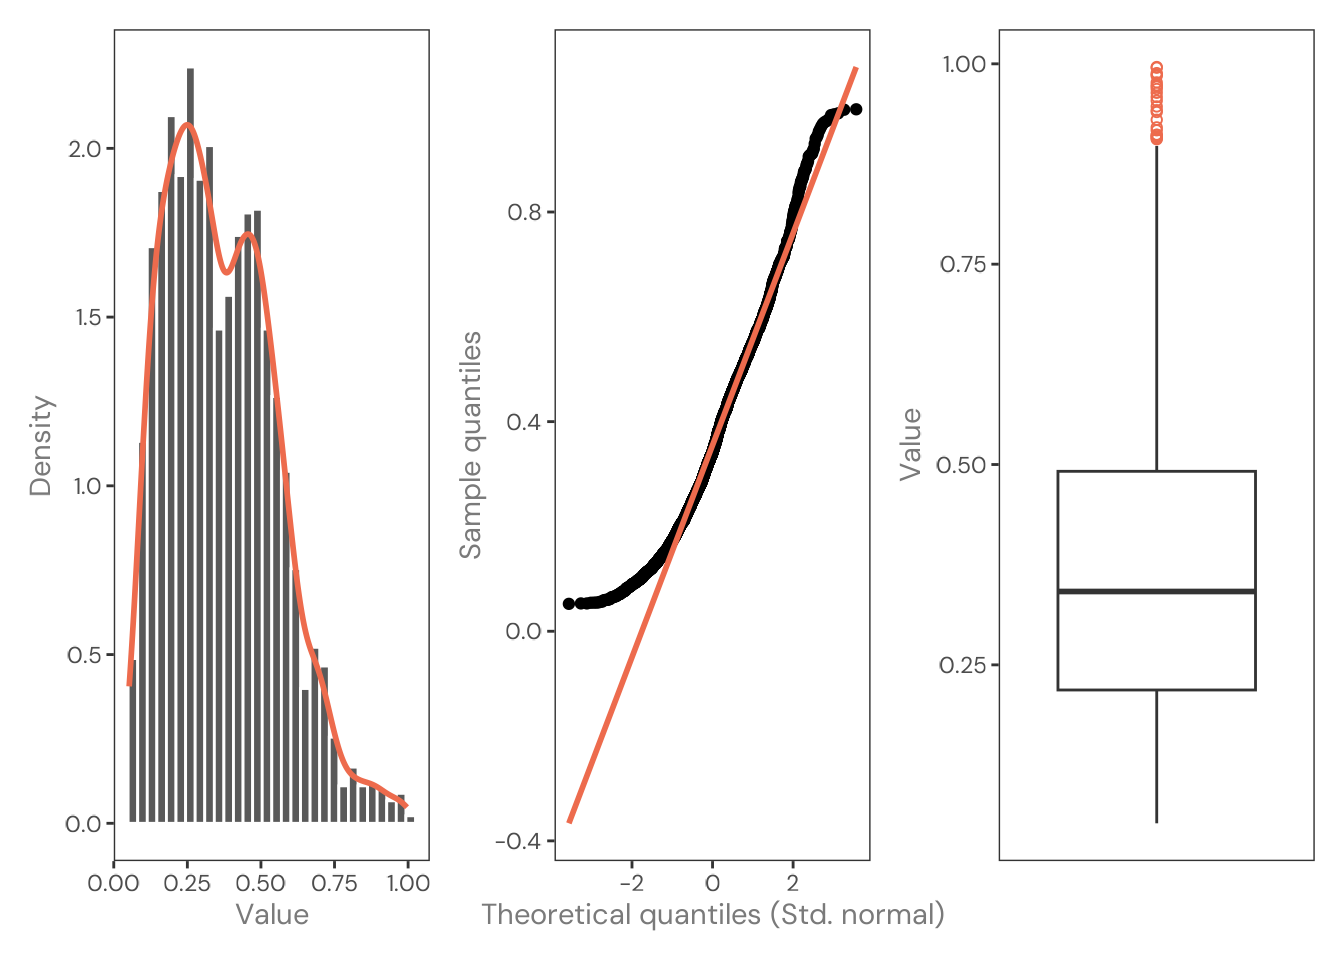 Density
2.0
1.5
1.0
0.5
0.0
0.00 0.25 0.50 0.75 1.00
Value
Sample quantiles
0.8
0.4
0.0
−0.4
−2 0 2
Theoretical quantiles (Std. normal)
Value
1.00
0.75
0.50
0.25